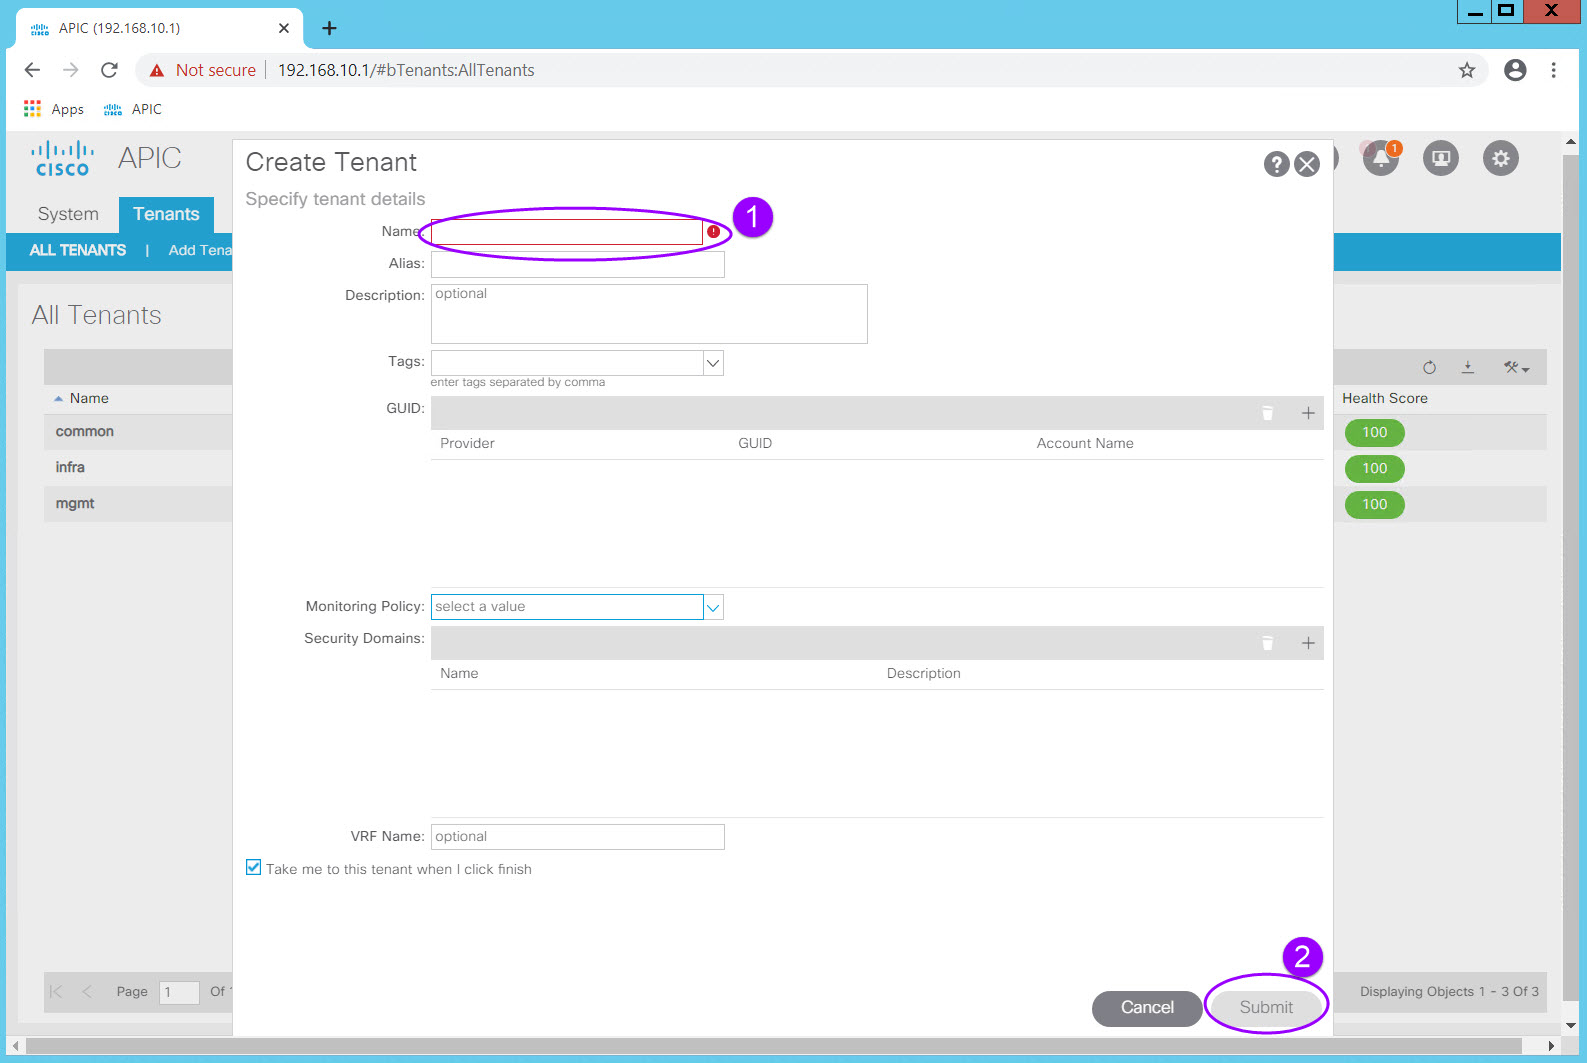 APIC (192.168.10.1)
Not secure 192.168.10.1/#bTenants:AllTenants
Apps APIC
CISCO APIC
System Tenants
ALL TENANTS | Add Tena
All Tenants
Name
common
infra
mgmt
Page 1 Of
Create Tenant
Specify tenant details
Name: 1
Alias:
Description: optional
Tags:
enter tags separated by comma
GUID:
Provider GUID Account Name
Monitoring Policy: select a value
Security Domains:
Name Description
VRF Name: optional
Take me to this tenant when I click finish
2
Cancel Submit
1
Health Score
100
100
100
Displaying Objects 1 - 3 Of 3